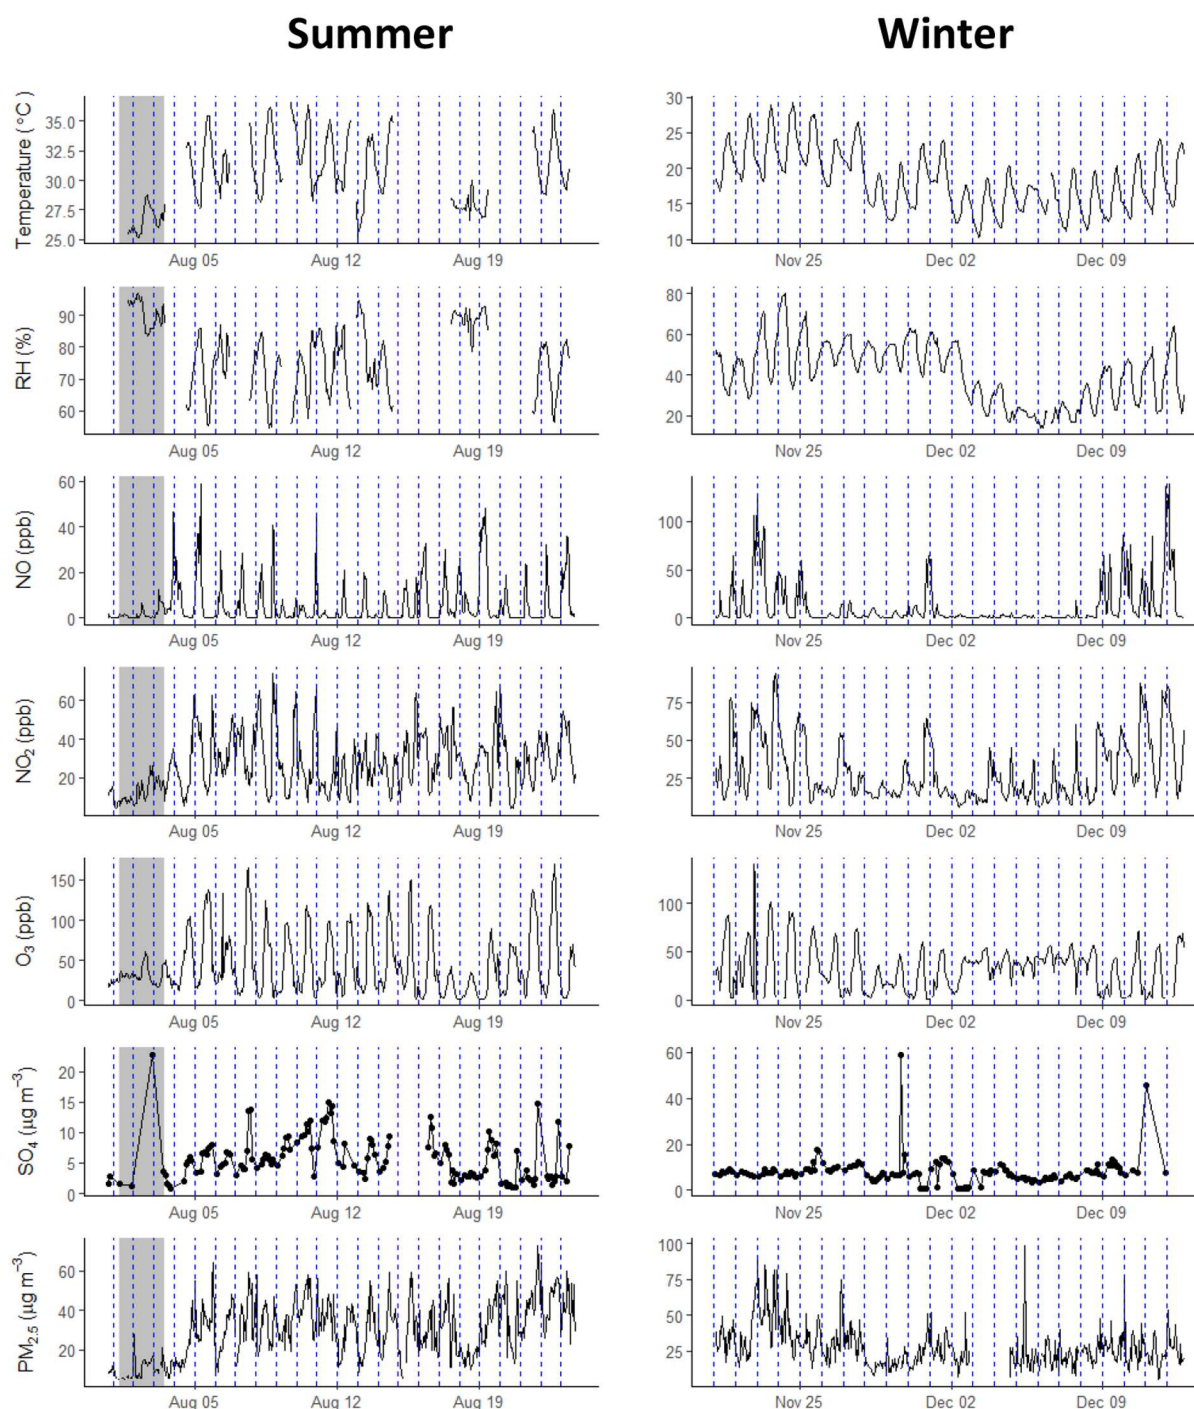 Summer Winter
Temperature ( °C)
35.0
32.5
30.0
27.5
25.0
Aug 05 Aug 12 Aug 19
30
25
20
15
10
Nov 25 Dec 02 Dec 09
RH (%)
90
80
70
60
Aug 05 Aug 12 Aug 19
80
60
40
20
Nov 25 Dec 02 Dec 09
NO (ppb)
60
40
20
0
Aug 05 Aug 12 Aug 19
100
50
0
Nov 25 Dec 02 Dec 09
NO₂ (ppb)
60
40
20
Aug 05 Aug 12 Aug 19
75
50
25
Nov 25 Dec 02 Dec 09
O₃ (ppb)
150
100
50
0
Aug 05 Aug 12 Aug 19
100
50
0
Nov 25 Dec 02 Dec 09
SO₄ (µg m⁻³)
20
15
10
5
0
Aug 05 Aug 12 Aug 19
60
40
20
0
Nov 25 Dec 02 Dec 09
PM₂.₅ (µg m⁻³)
60
40
20
Aug 05 Aug 12 Aug 19
100
75
50
25
Nov 25 Dec 02 Dec 09